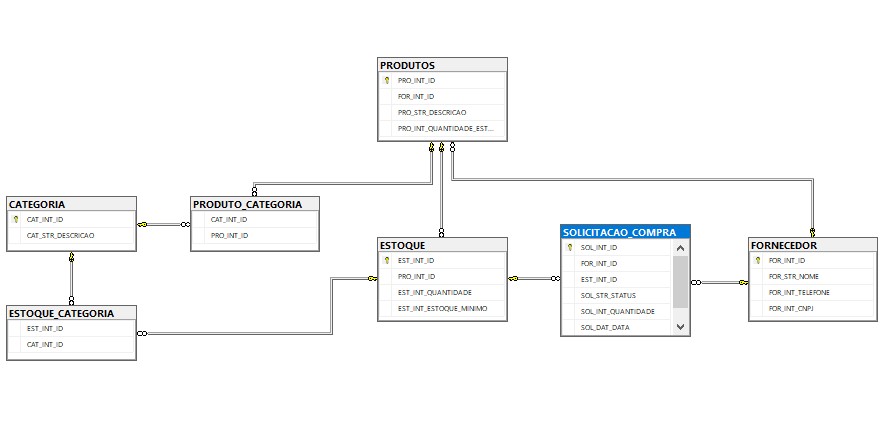 PRODUTOS
PRO_INT_ID
FOR_INT_ID
PRO_STR_DESCRICAO
PRO_INT_QUANTIDADE_EST...
CATEGORIA
CAT_INT_ID
CAT_STR_DESCRICAO
PRODUTO_CATEGORIA
CAT_INT_ID
PRO_INT_ID
ESTOQUE
EST_INT_ID
PRO_INT_ID
EST_INT_QUANTIDADE
EST_INT_ESTOQUE_MINIMO
SOLICITACAO_COMPRA
SOL_INT_ID
FOR_INT_ID
EST_INT_ID
SOL_STR_STATUS
SOL_INT_QUANTIDADE
SOL_DAT_DATA
FORNECEDOR
FOR_INT_ID
FOR_STR_NOME
FOR_INT_TELEFONE
FOR_INT_CNPJ
ESTOQUE_CATEGORIA
EST_INT_ID
CAT_INT_ID